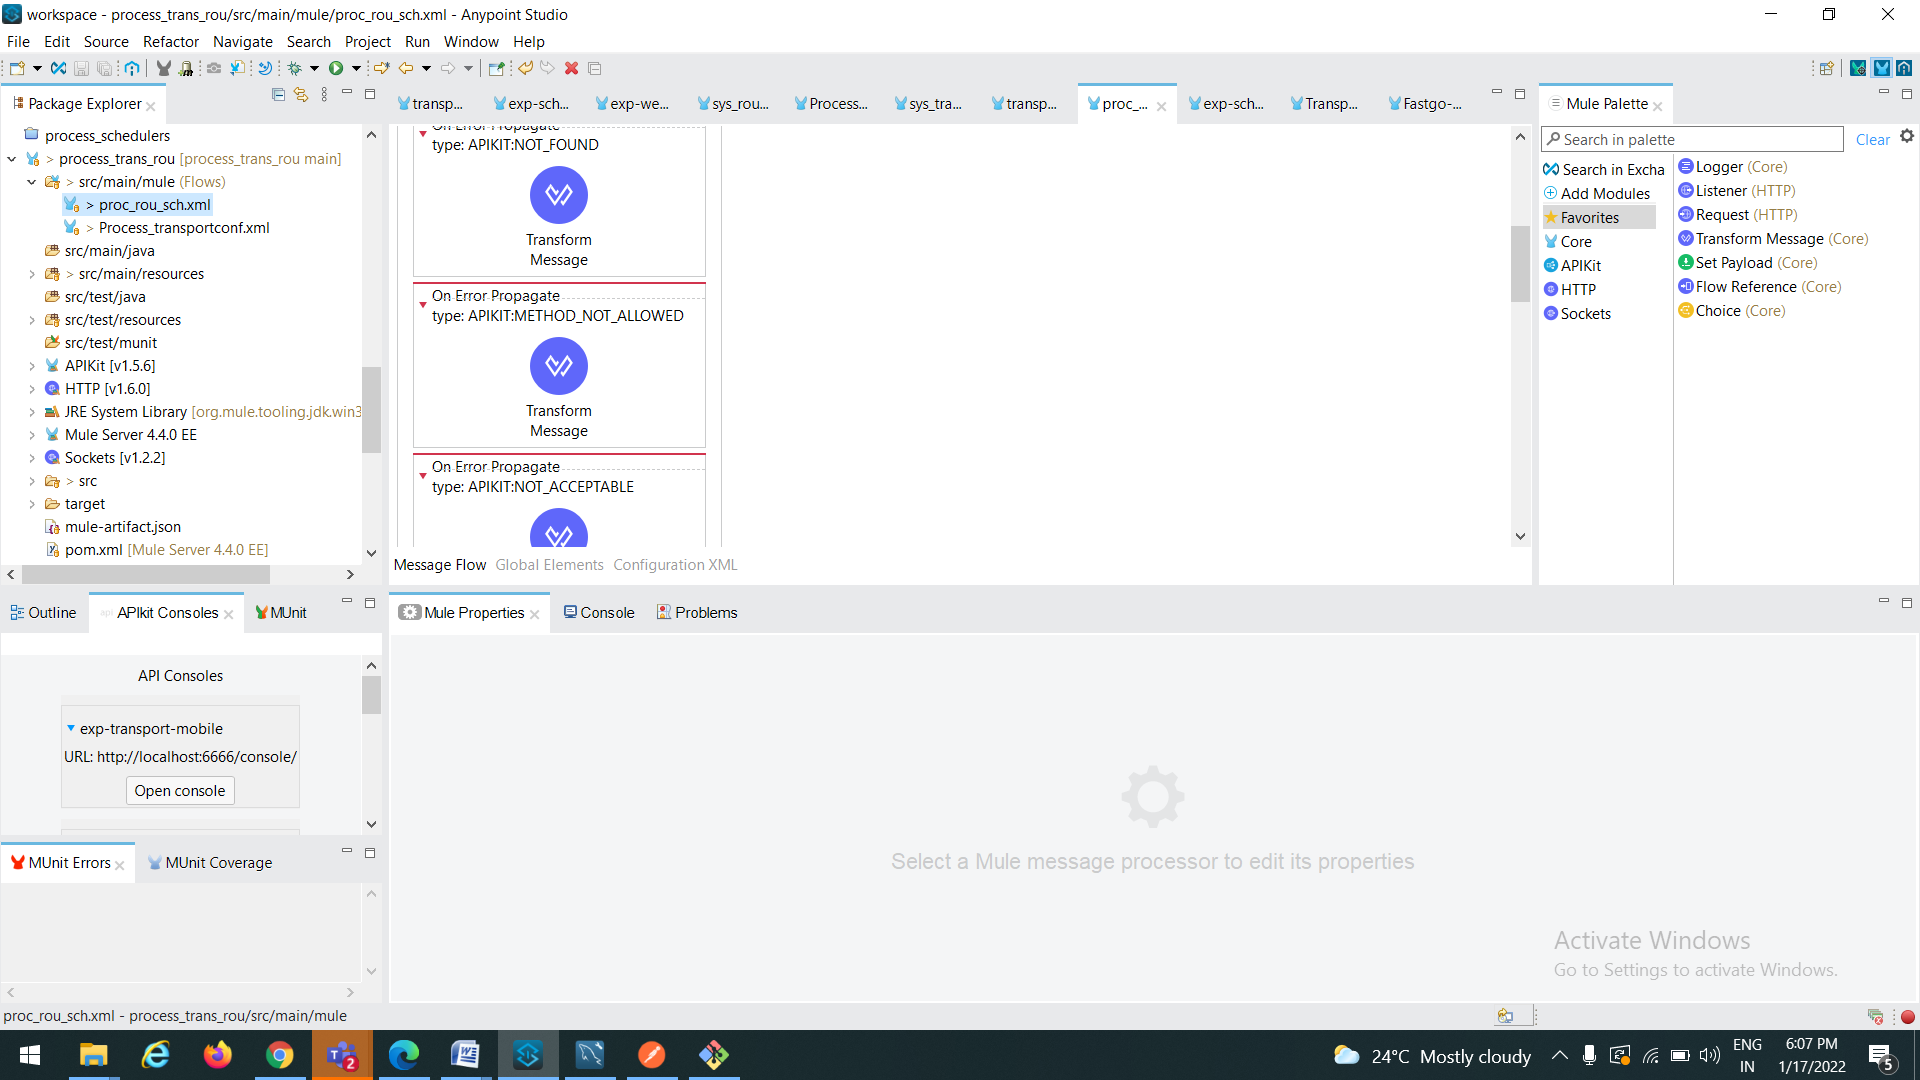 workspace - process_trans_rou/src/main/mule/proc_rou_sch.xml - Anypoint Studio
File Edit Source Refactor Navigate Search Project Run Window Help
Package Explorer
process_schedulers
> process_trans_rou [process_trans_rou main]
> src/main/mule (Flows)
> proc_rou_sch.xml
> Process_transportconf.xml
src/main/java
> src/main/resources
src/test/java
src/test/resources
src/test/munit
APIKit [v1.5.6]
HTTP [v1.6.0]
JRE System Library [org.mule.tooling.jdk.win3
Mule Server 4.4.0 EE
Sockets [v1.2.2]
> src
target
mule-artifact.json
pom.xml [Mule Server 4.4.0 EE]
transp... exp-sch... exp-we... sys_rou... Process... sys_tra... transp... proc_... exp-sch... Transp... Fastgo-...
On Error Propagate
type: APIKIT:NOT_FOUND
Transform
Message
On Error Propagate
type: APIKIT:METHOD_NOT_ALLOWED
Transform
Message
On Error Propagate
type: APIKIT:NOT_ACCEPTABLE
Message Flow Global Elements Configuration XML
Mule Palette
Search in palette
Clear
Search in Excha
Add Modules
Favorites
Core
APIKit
HTTP
Sockets
Logger (Core)
Listener (HTTP)
Request (HTTP)
Transform Message (Core)
Set Payload (Core)
Flow Reference (Core)
Choice (Core)
Outline APIkit Consoles MUnit
API Consoles
exp-transport-mobile
URL: http://localhost:6666/console/
Open console
MUnit Errors MUnit Coverage
Mule Properties Console Problems
Select a Mule message processor to edit its properties
Activate Windows
Go to Settings to activate Windows.
proc_rou_sch.xml - process_trans_rou/src/main/mule
2
24°C Mostly cloudy
ENG
IN
6:07 PM
1/17/2022
5